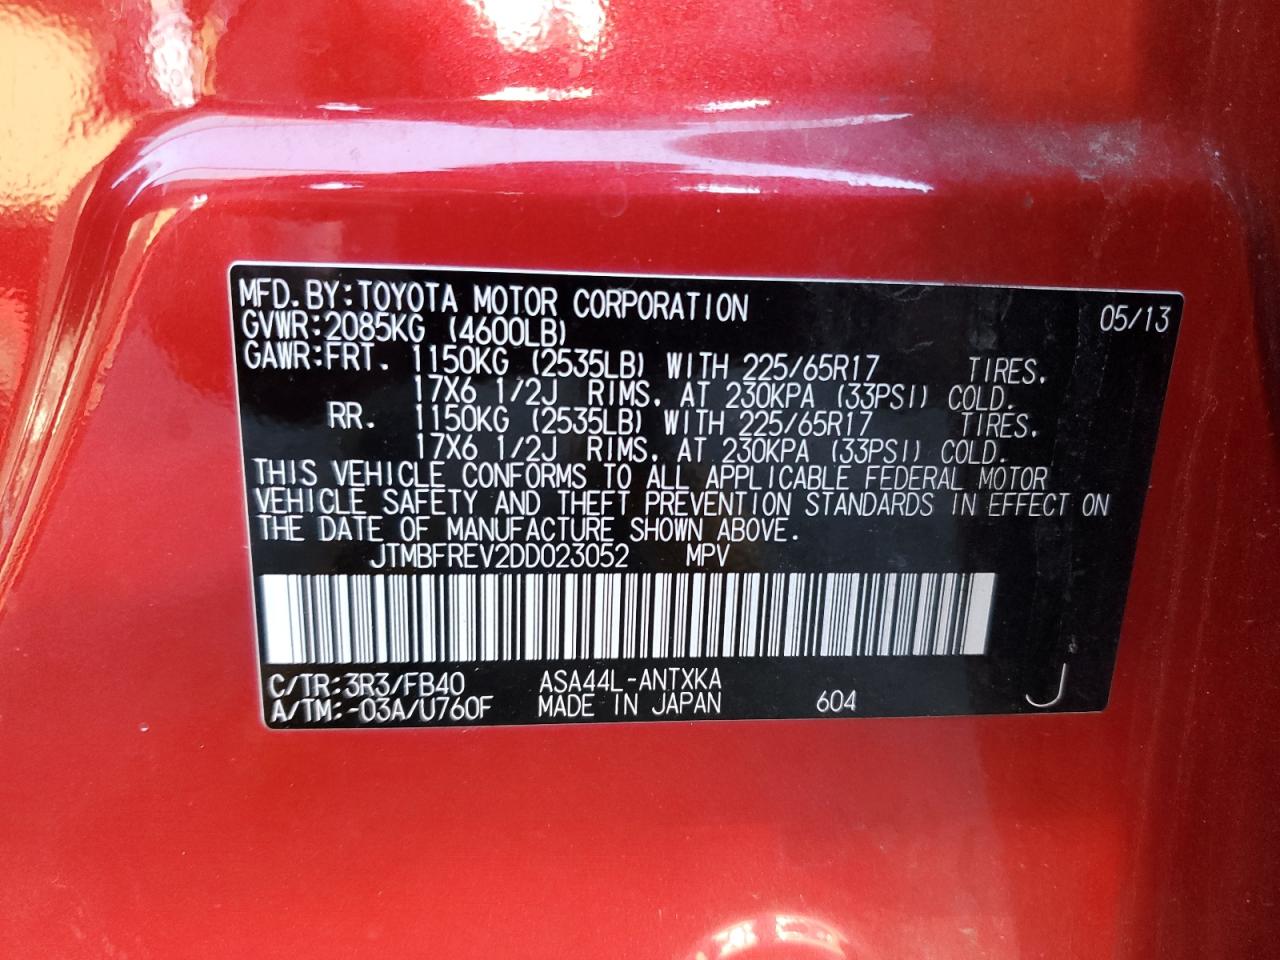 MFD.BY:TOYOTA MOTOR CORPORATION 05/13
GVWR:2085KG (4600LB)
GAWR:FRT. 1150KG (2535LB) WITH 225/65R17 TIRES.
17X6 1/2J RIMS. AT 230KPA (33PSI) COLD.
RR. 1150KG (2535LB) WITH 225/65R17 TIRES.
17X6 1/2J RIMS. AT 230KPA (33PSI) COLD.
THIS VEHICLE CONFORMS TO ALL APPLICABLE FEDERAL MOTOR
VEHICLE SAFETY AND THEFT PREVENTION STANDARDS IN EFFECT ON
THE DATE OF MANUFACTURE SHOWN ABOVE.
JTMBFREV2DD023052 MPV
C/TR:3R3/FB40 ASA44L-ANTXKA
A/TM:-03A/U760F MADE IN JAPAN 604 J